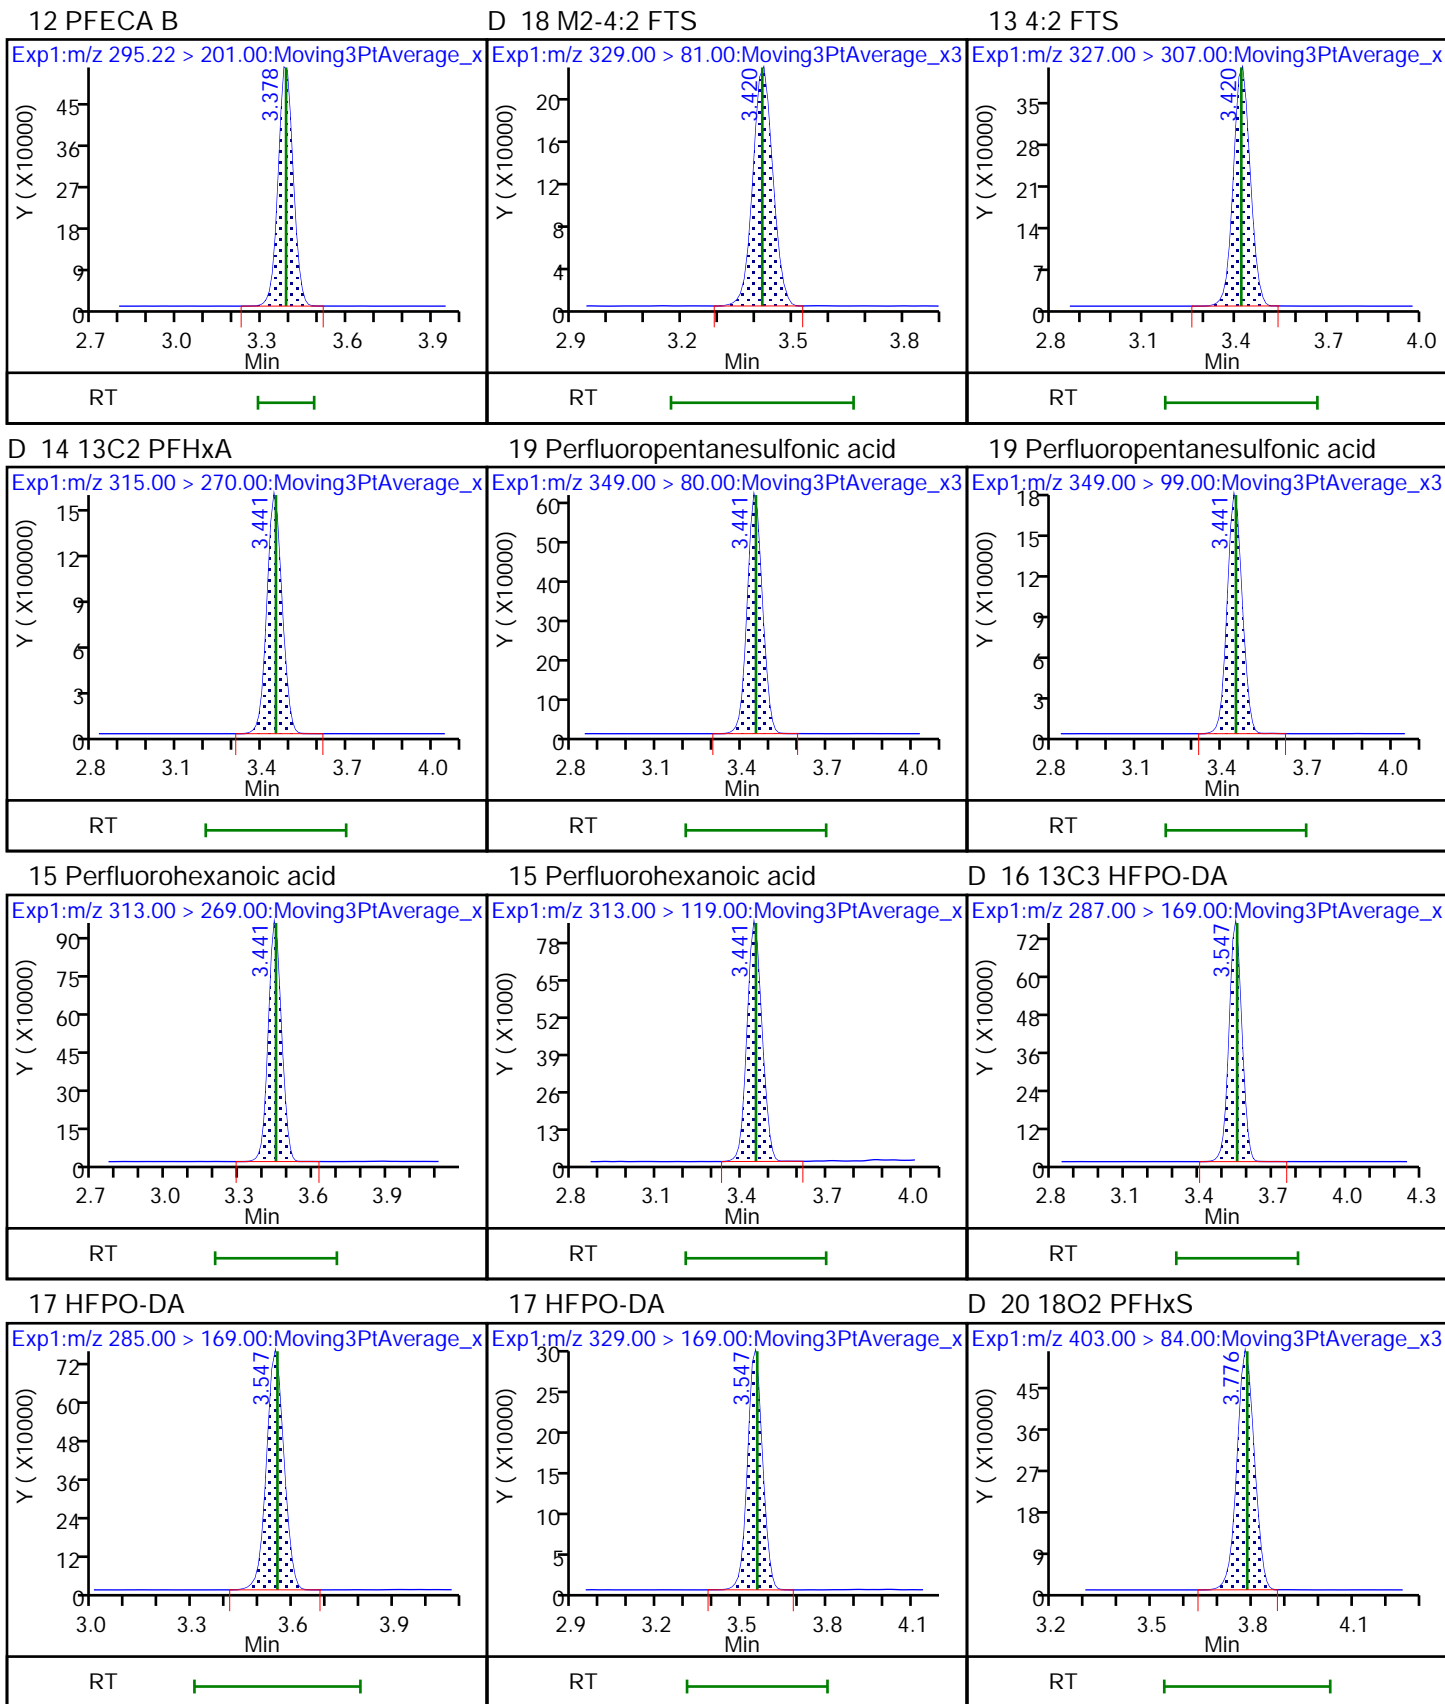 12 PFECA B
Exp1:m/z 295.22 > 201.00:Moving3PtAverage_x
Y ( X10000)
45
36
27
18
9
0
3.378
2.7 3.0 3.3 3.6 3.9
Min
RT
D 18 M2-4:2 FTS
Exp1:m/z 329.00 > 81.00:Moving3PtAverage_x3
Y ( X10000)
20
16
12
8
4
0
3.420
2.9 3.2 3.5 3.8
Min
RT
13 4:2 FTS
Exp1:m/z 327.00 > 307.00:Moving3PtAverage_x
Y ( X10000)
35
28
21
14
7
0
3.420
2.8 3.1 3.4 3.7 4.0
Min
RT
D 14 13C2 PFHxA
Exp1:m/z 315.00 > 270.00:Moving3PtAverage_x
Y ( X100000)
15
12
9
6
3
0
3.441
2.8 3.1 3.4 3.7 4.0
Min
RT
19 Perfluoropentanesulfonic acid
Exp1:m/z 349.00 > 80.00:Moving3PtAverage_x3
Y ( X10000)
60
50
40
30
20
10
0
3.441
2.8 3.1 3.4 3.7 4.0
Min
RT
19 Perfluoropentanesulfonic acid
Exp1:m/z 349.00 > 99.00:Moving3PtAverage_x3
Y ( X10000)
18
15
12
9
6
3
0
3.441
2.8 3.1 3.4 3.7 4.0
Min
RT
15 Perfluorohexanoic acid
Exp1:m/z 313.00 > 269.00:Moving3PtAverage_x
Y ( X10000)
90
75
60
45
30
15
0
3.441
2.7 3.0 3.3 3.6 3.9
Min
RT
15 Perfluorohexanoic acid
Exp1:m/z 313.00 > 119.00:Moving3PtAverage_x
Y ( X1000)
78
65
52
39
26
13
0
3.441
2.8 3.1 3.4 3.7 4.0
Min
RT
D 16 13C3 HFPO-DA
Exp1:m/z 287.00 > 169.00:Moving3PtAverage_x
Y ( X10000)
72
60
48
36
24
12
0
3.547
2.8 3.1 3.4 3.7 4.0 4.3
Min
RT
17 HFPO-DA
Exp1:m/z 285.00 > 169.00:Moving3PtAverage_x
Y ( X10000)
72
60
48
36
24
12
0
3.547
3.0 3.3 3.6 3.9
Min
RT
17 HFPO-DA
Exp1:m/z 329.00 > 169.00:Moving3PtAverage_x
Y ( X10000)
30
25
20
15
10
5
0
3.547
2.9 3.2 3.5 3.8 4.1
Min
RT
D 20 18O2 PFHxS
Exp1:m/z 403.00 > 84.00:Moving3PtAverage_x3
Y ( X10000)
45
36
27
18
9
0
3.776
3.2 3.5 3.8 4.1
Min
RT